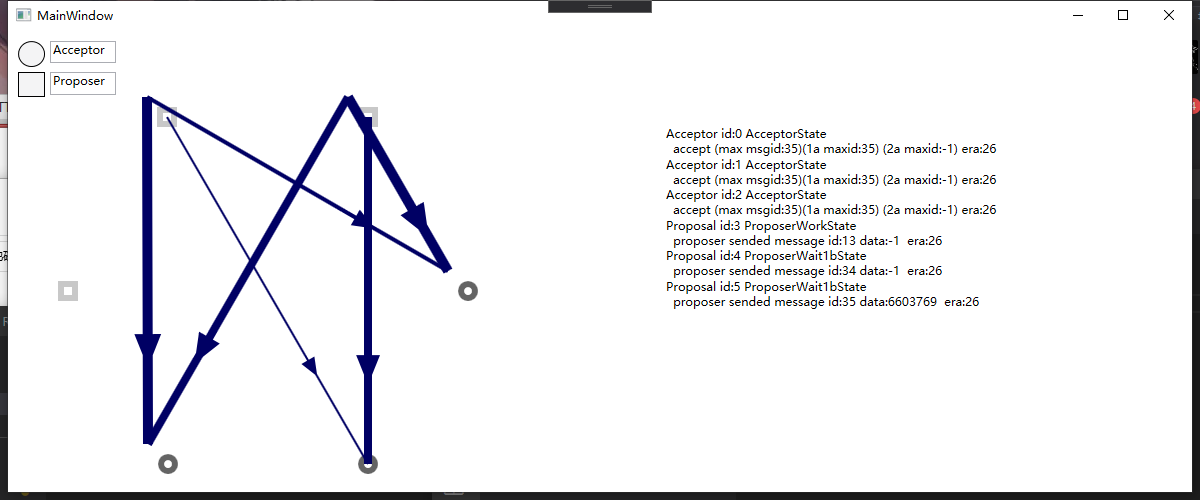 MainWindow
Acceptor
Proposer
Acceptor id:0 AcceptorState
accept (max msgid:35)(1a maxid:35) (2a maxid:-1) era:26
Acceptor id:1 AcceptorState
accept (max msgid:35)(1a maxid:35) (2a maxid:-1) era:26
Acceptor id:2 AcceptorState
accept (max msgid:35)(1a maxid:35) (2a maxid:-1) era:26
Proposal id:3 ProposerWorkState
proposer sended message id:13 data:-1  era:26
Proposal id:4 ProposerWait1bState
proposer sended message id:34 data:-1  era:26
Proposal id:5 ProposerWait1bState
proposer sended message id:35 data:6603769  era:26